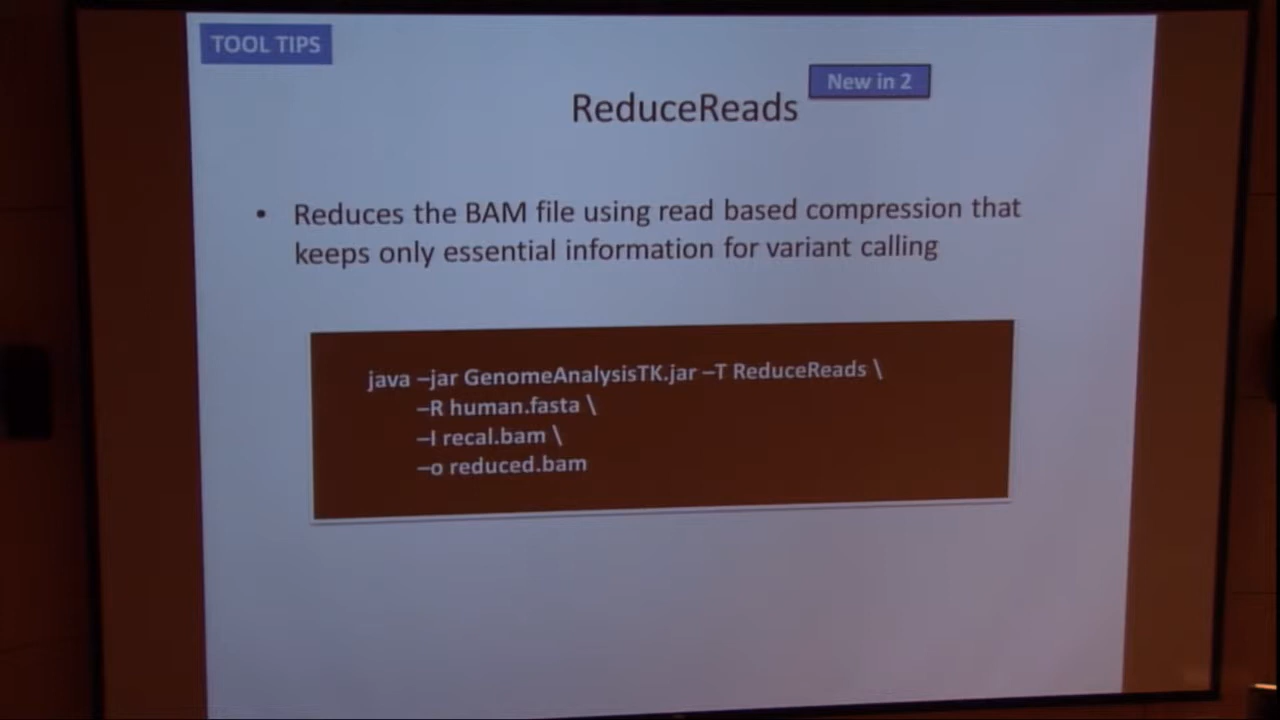 TOOL TIPS
New in 2
ReduceReads
• Reduces the BAM file using read based compression that
keeps only essential information for variant calling
java –jar GenomeAnalysisTK.jar –T ReduceReads \
–R human.fasta \
–I recal.bam \
–o reduced.bam